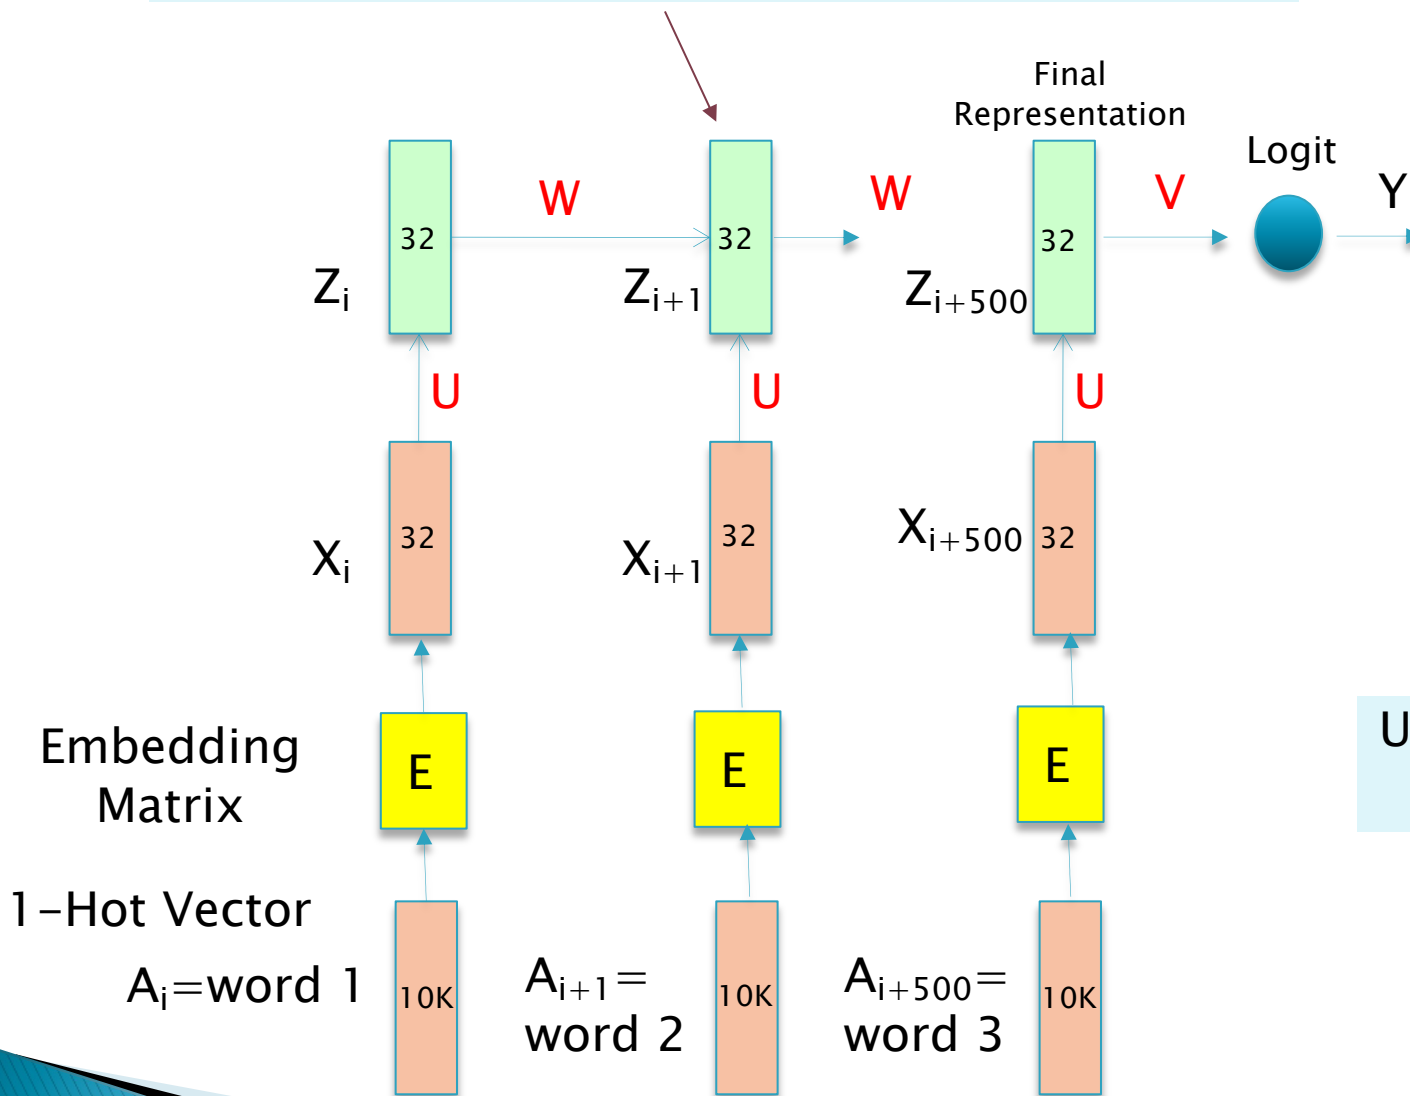 Final
Representation
Logit
W
W
V
Y
32
32
32
Zi
Zi+1
Zi+500
U
U
U
32
32
32
Xi
Xi+1
Xi+500
Embedding
Matrix
E
E
E
U
1-Hot Vector
Ai=word 1
10K
Ai+1=
word 2
10K
Ai+500=
word 3
10K